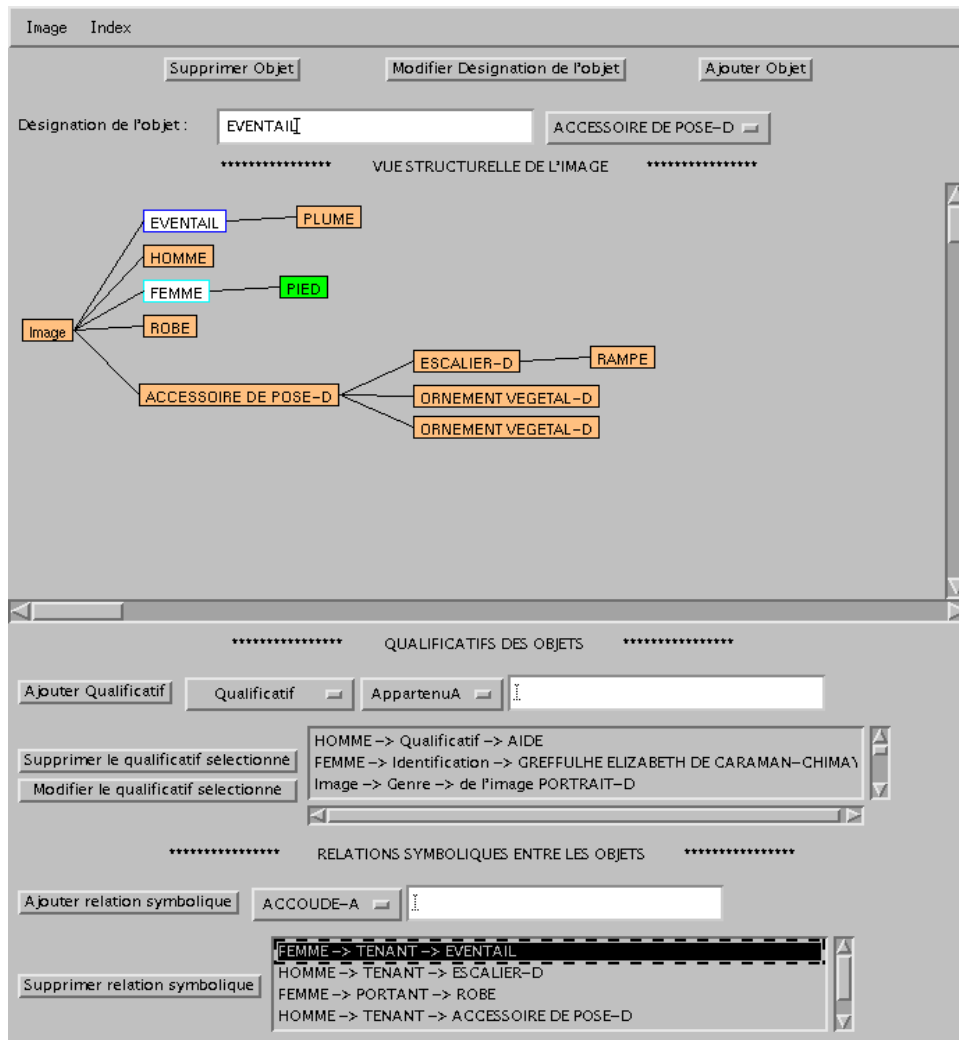 Image Index
Supprimer Objet Modifier Désignation de l'objet Ajouter Objet
Désignation de l'objet : EVENTAIL ACCESSOIRE DE POSE-D
**************** VUE STRUCTURELLE DE L'IMAGE ****************
EVENTAIL PLUME
HOMME
FEMME PIED
Image ROBE
ESCALIER-D RAMPE
ACCESSOIRE DE POSE-D ORNEMENT VEGETAL-D
ORNEMENT VEGETAL-D
**************** QUALIFICATIFS DES OBJETS ****************
Ajouter Qualificatif Qualificatif AppartenuA
HOMME -> Qualificatif -> AIDE
Supprimer le qualificatif sélectionné FEMME -> Identification -> GREFFULHE ELIZABETH DE CARAMAN-CHIMAY
Modifier le qualificatif sélectionné Image -> Genre -> de l'image PORTRAIT-D
**************** RELATIONS SYMBOLIQUES ENTRE LES OBJETS ****************
Ajouter relation symbolique ACCOUDE-A
FEMME -> TENANT -> EVENTAIL
HOMME -> TENANT -> ESCALIER-D
Supprimer relation symbolique FEMME -> PORTANT -> ROBE
HOMME -> TENANT -> ACCESSOIRE DE POSE-D